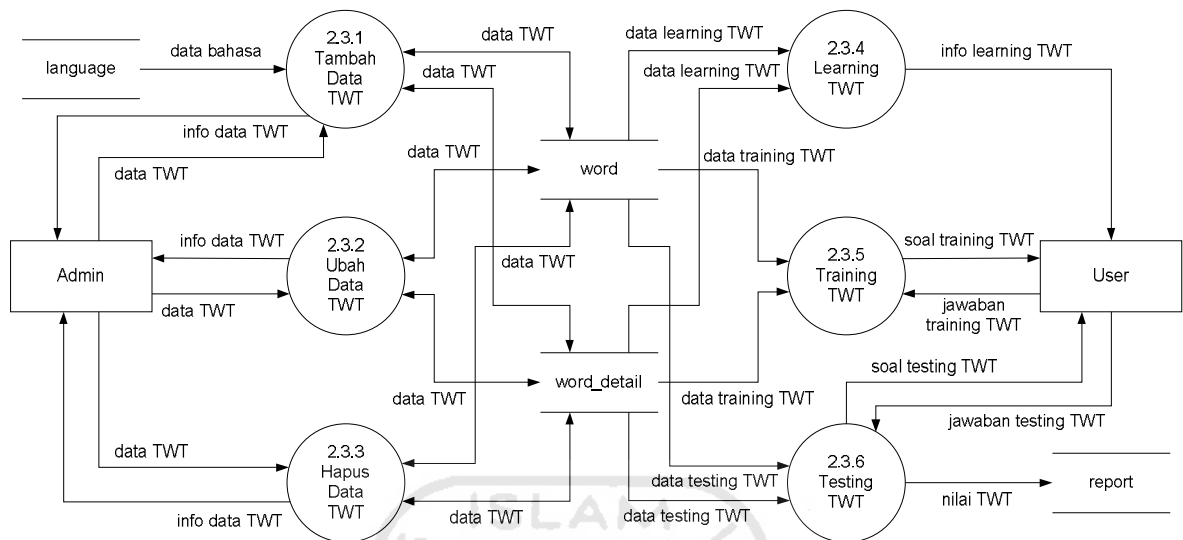 data TWT
data learning TWT
2.3.1
Tambah
Data
TWT
2.3.4
Learning
TWT
data bahasa
info learning TWT
language
data TWT
data learning TWT
info data TWT
data TWT
data TWT
data training TWT
word
2.3.2
Ubah
Data
TWT
2.3.5
Training
TWT
info data TWT
soal training TWT
data TWT
Admin
User
data TWT
jawaban
training TWT
soal testing TWT
word_detail
data TWT
data training TWT
jawaban testing TWT
data TWT
2.3.3
Hapus
Data
TWT
2.3.6
Testing
TWT
data testing TWT
report
nilai TWT
info data TWT
data TWT
data testing TWT
ISLAM